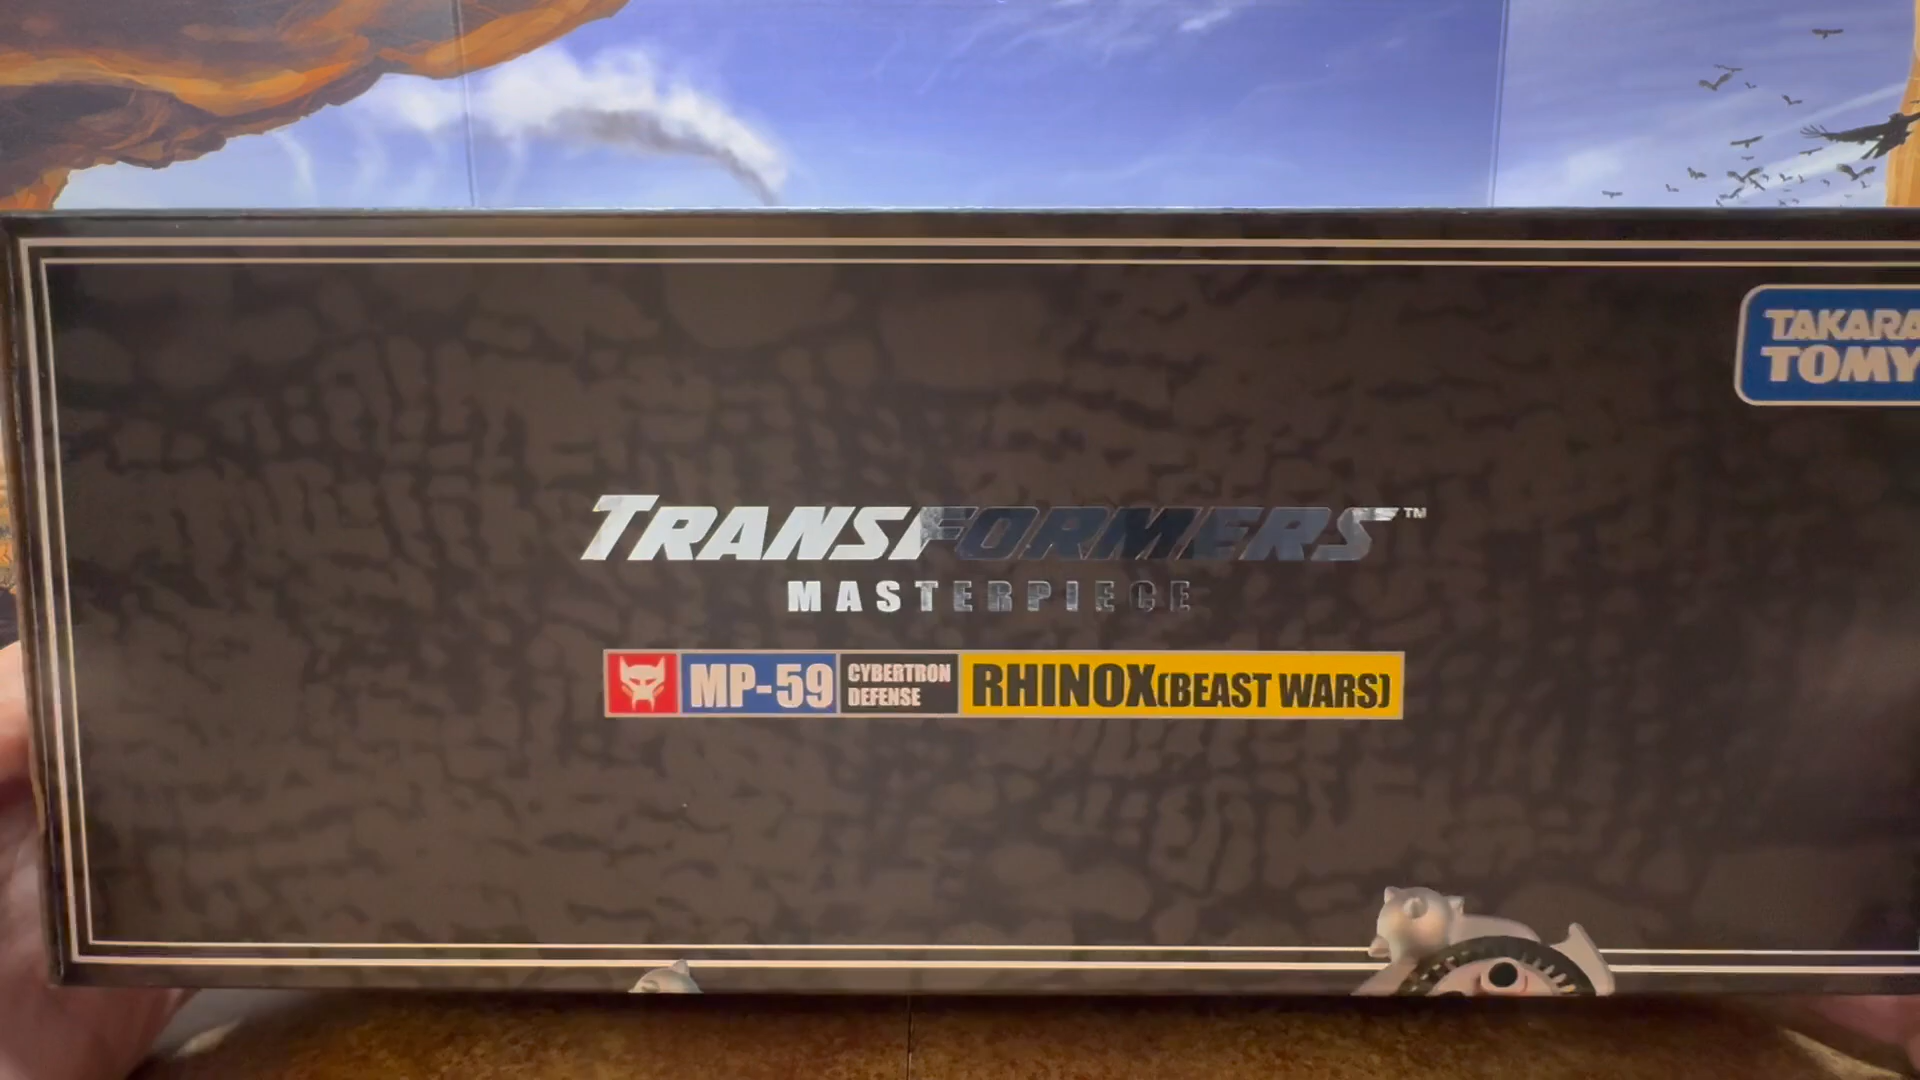 TAKARA
TOMY
TRANSFORMERS™
MASTERPIECE
MP-59 CYBERTRON DEFENSE RHINOX(BEAST WARS)